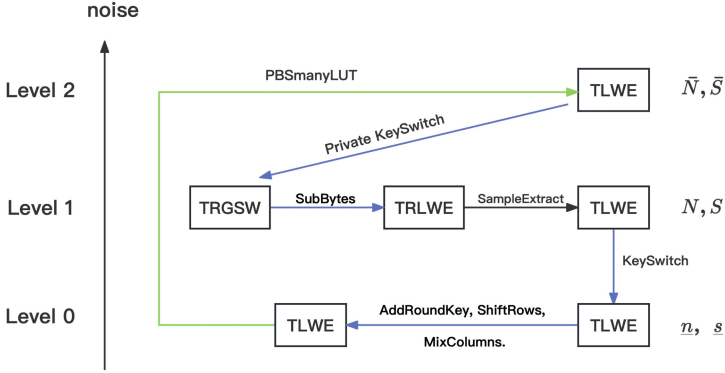 noise
PBSmanyLUT
Level 2
TLWE
N̄, S̄
Private KeySwitch
Level 1
TRGSW
SubBytes
TRLWE
SampleExtract
TLWE
N, S
KeySwitch
Level 0
TLWE
AddRoundKey, ShiftRows,
MixColumns.
TLWE
n̲, s̲